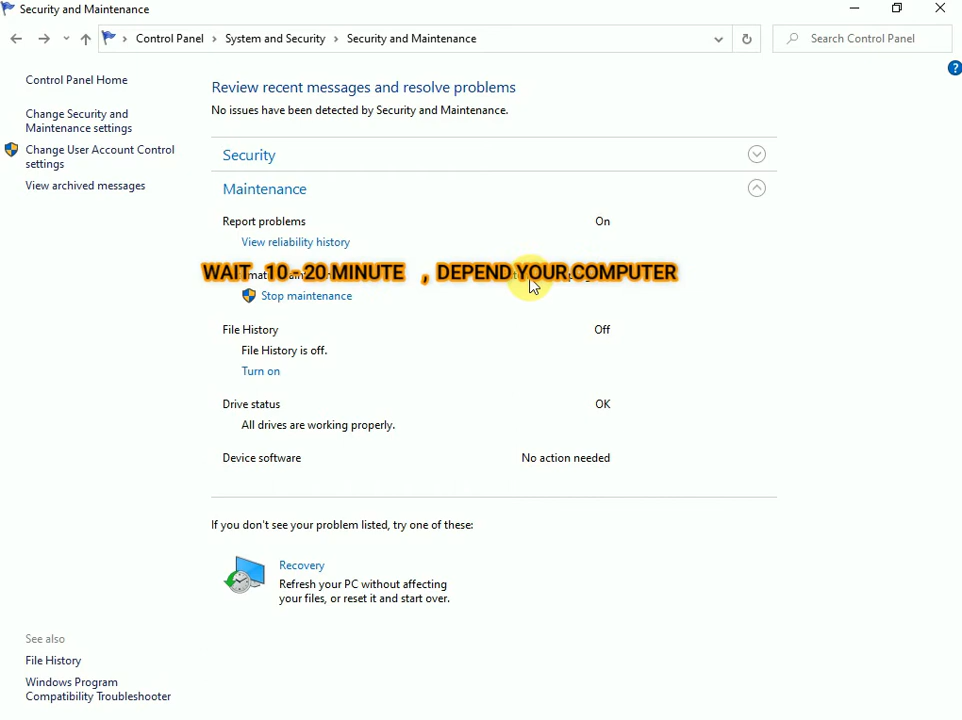 Security and Maintenance
Control Panel › System and Security › Security and Maintenance
Search Control Panel
?
Control Panel Home
Change Security and
Maintenance settings
Change User Account Control
settings
View archived messages
Review recent messages and resolve problems
No issues have been detected by Security and Maintenance.
Security
Maintenance
Report problems On
View reliability history
WAIT 10 - 20 MINUTE , DEPEND YOUR COMPUTER
Stop maintenance
File History Off
File History is off.
Turn on
Drive status OK
All drives are working properly.
Device software No action needed
If you don't see your problem listed, try one of these:
Recovery
Refresh your PC without affecting
your files, or reset it and start over.
See also
File History
Windows Program
Compatibility Troubleshooter